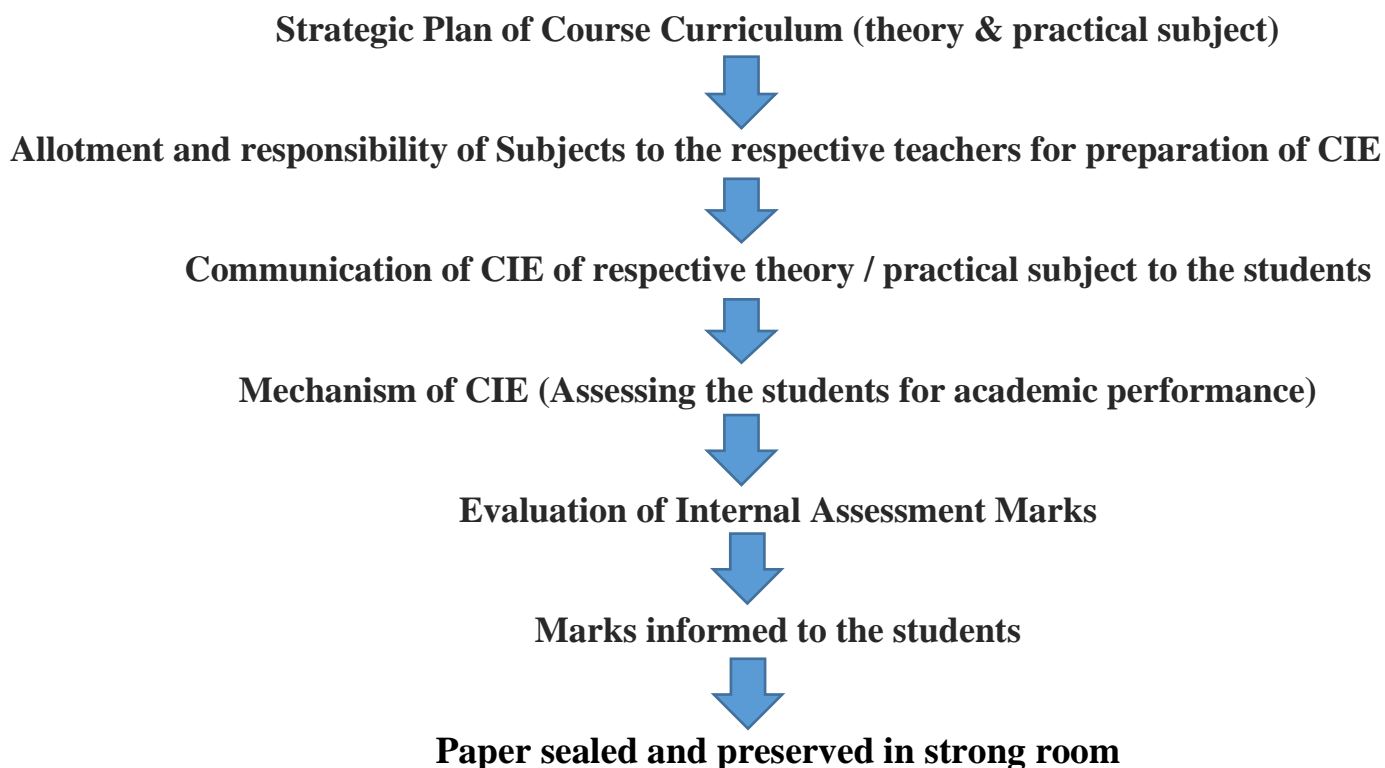 Strategic Plan of Course Curriculum (theory & practical subject)
Allotment and responsibility of Subjects to the respective teachers for preparation of CIE
Communication of CIE of respective theory / practical subject to the students
Mechanism of CIE (Assessing the students for academic performance)
Evaluation of Internal Assessment Marks
Marks informed to the students
Paper sealed and preserved in strong room